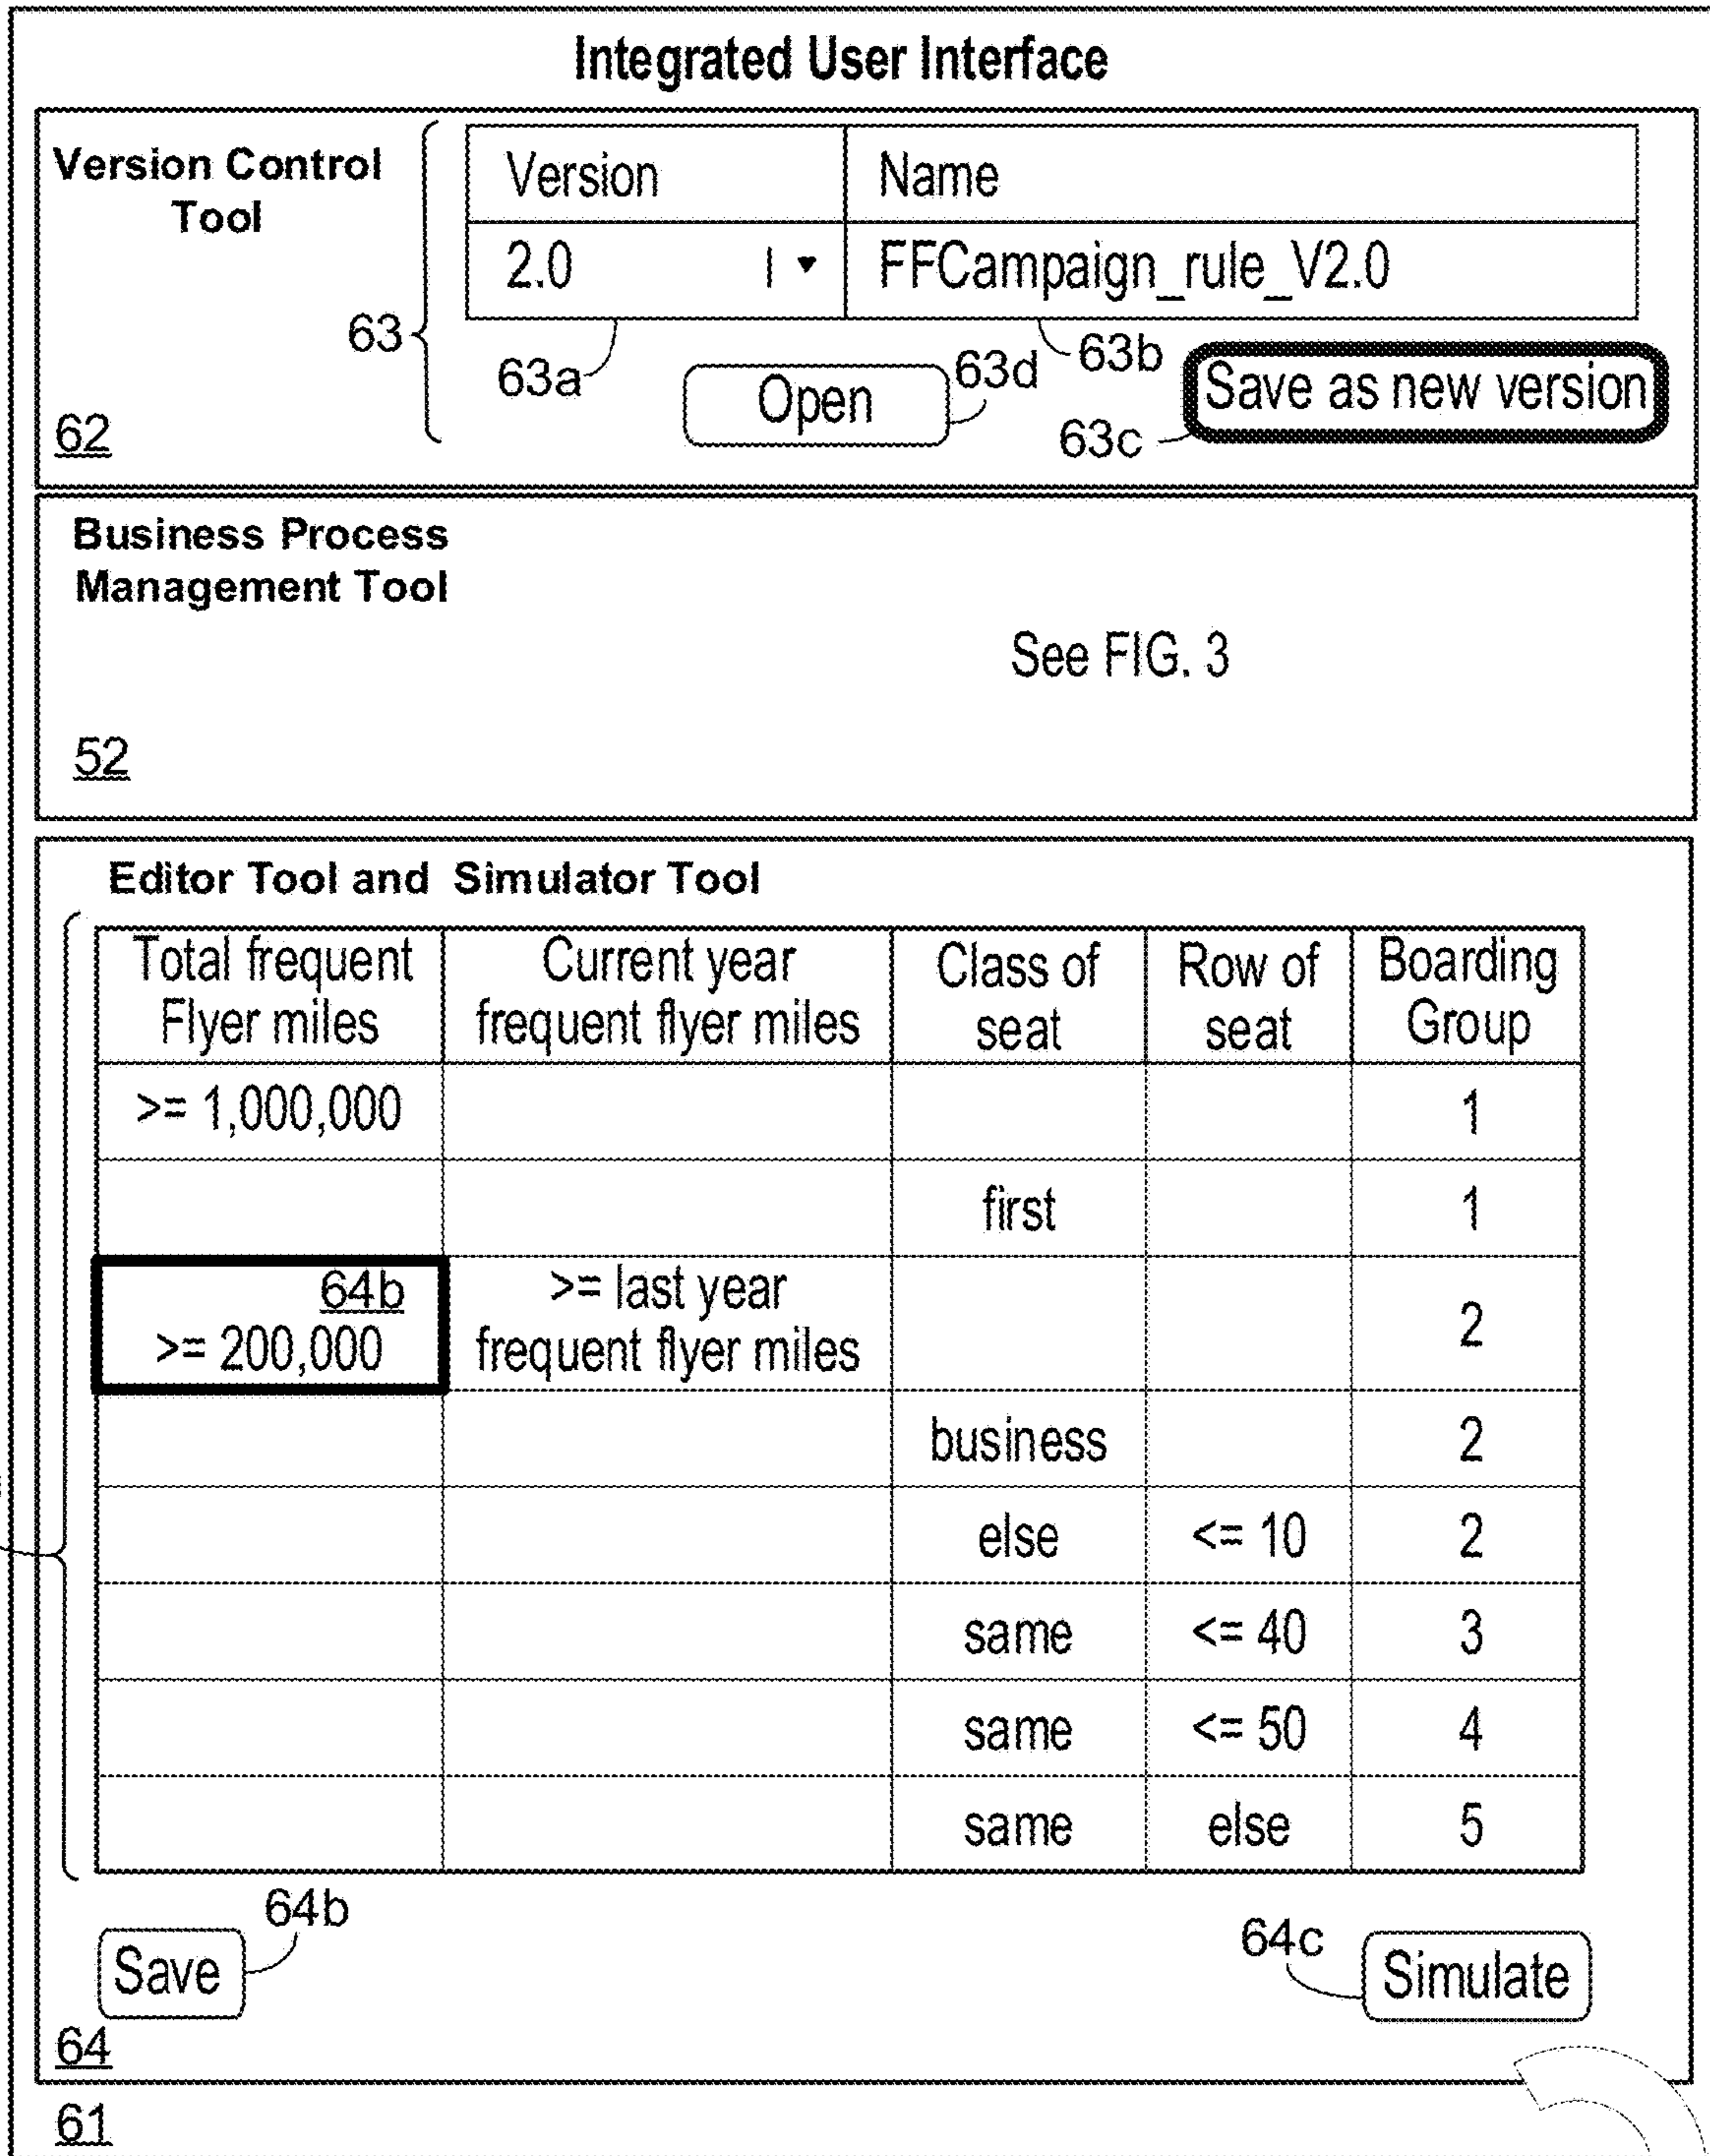 Integrated User Interface
Version Control
Tool
Version Name
2.0 FFCampaign_rule_V2.0
63
63a
63b
Open
63d
Save as new version
63c
62
Business Process
Management Tool
See FIG. 3
52
Editor Tool and Simulator Tool
Total frequent
Flyer miles
Current year
frequent flyer miles
Class of
seat
Row of
seat
Boarding
Group
>= 1,000,000 1
first 1
64b
>= 200,000
>= last year
frequent flyer miles
2
business 2
else <= 10 2
same <= 40 3
same <= 50 4
same else 5
Save
64b
64c
Simulate
64
61